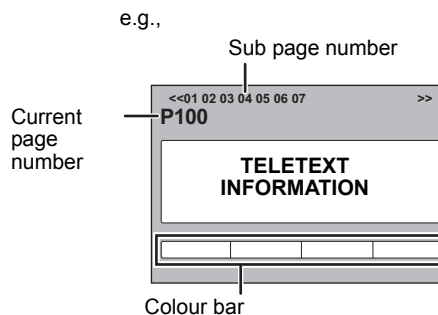 e.g.,
Sub page number
<<01 02 03 04 05 06 07 >>
Current
page
number
P100
TELETEXT
INFORMATION
Colour bar